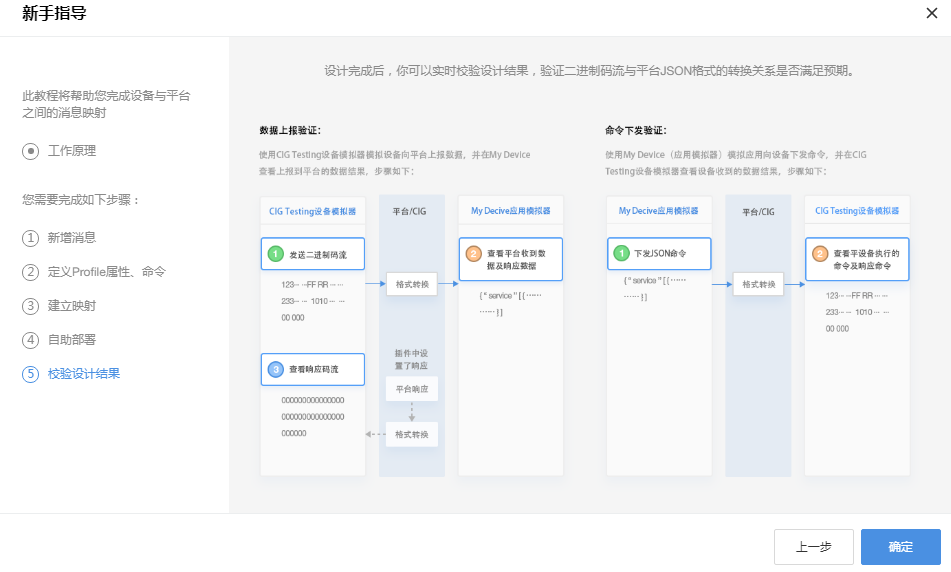 新手指导
此教程将帮助您完成设备与平台
之间的消息映射
工作原理
您需要完成如下步骤：
1 新增消息
2 定义Profile属性、命令
3 建立映射
4 自助部署
5 校验设计结果
设计完成后，你可以实时校验设计结果，验证二进制码流与平台JSON格式的转换关系是否满足预期。
数据上报验证：
使用CIG Testing设备模拟器模拟设备向平台上报数据，并在My Device
查看上报到平台的数据结果，步骤如下：
CIG Testing设备模拟器
平台/CIG
My Decive应用模拟器
1 发送二进制码流
123··· ···FF RR ··· ···
233··· ··· 1010 ··· ···
00 000
格式转换
2 查看平台收到数
据及响应数据
{ “ service ” [ { ······
······ } ]
3 查看响应码流
000000000000000
000000000000000
000000
插件中设
置了响应
平台响应
格式转换
命令下发验证：
使用My Device（应用模拟器）模拟应用向设备下发命令，并在CIG
Testing设备模拟器查看设备收到的数据结果，步骤如下：
My Decive应用模拟器
平台/CIG
CIG Testing设备模拟器
1 下发JSON命令
{ “ service ” [ { ······
······ } ]
格式转换
2 查看平设备执行的
命令及响应命令
123··· ···FF RR ··· ···
233··· ··· 1010 ··· ···
00 000
上一步
确定